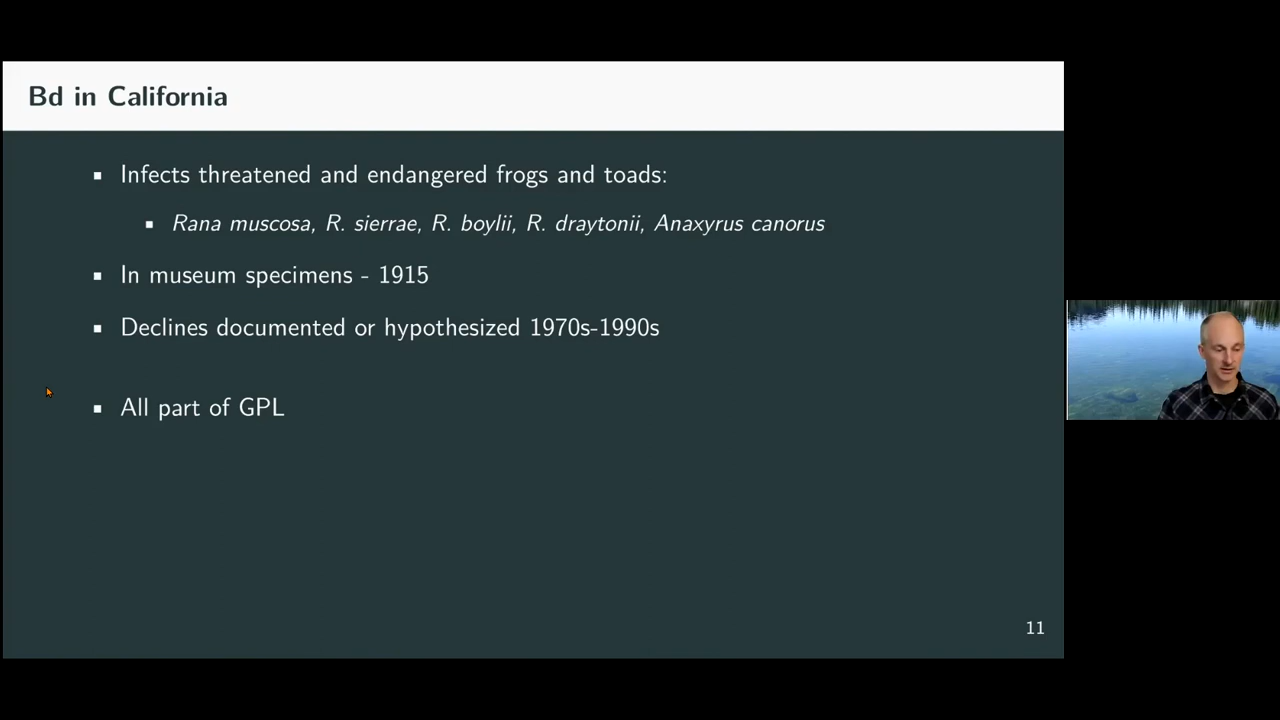 Bd in California
Infects threatened and endangered frogs and toads:
Rana muscosa, R. sierrae, R. boylii, R. draytonii, Anaxyrus canorus
In museum specimens - 1915
Declines documented or hypothesized 1970s-1990s
All part of GPL
11